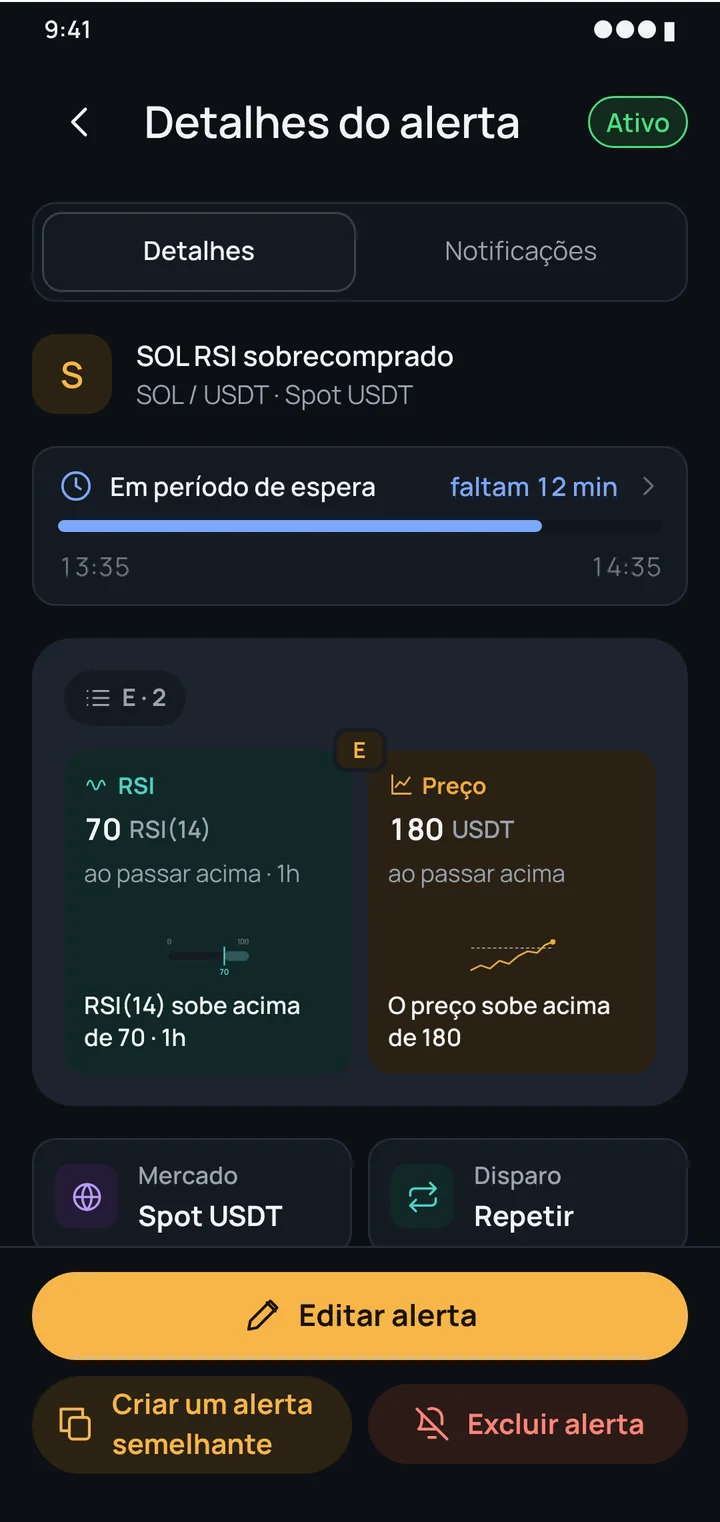 9:41
Detalhes do alerta
Ativo
Detalhes
Notificações
S
SOL RSI sobrecomprado
SOL / USDT · Spot USDT
Em período de espera
faltam 12 min
13:35
14:35
E · 2
E
RSI
70 RSI(14)
ao passar acima · 1h
0
100
70
RSI(14) sobe acima
de 70 · 1h
Preço
180 USDT
ao passar acima
O preço sobe acima
de 180
Mercado
Spot USDT
Disparo
Repetir
Editar alerta
Criar um alerta
semelhante
Excluir alerta